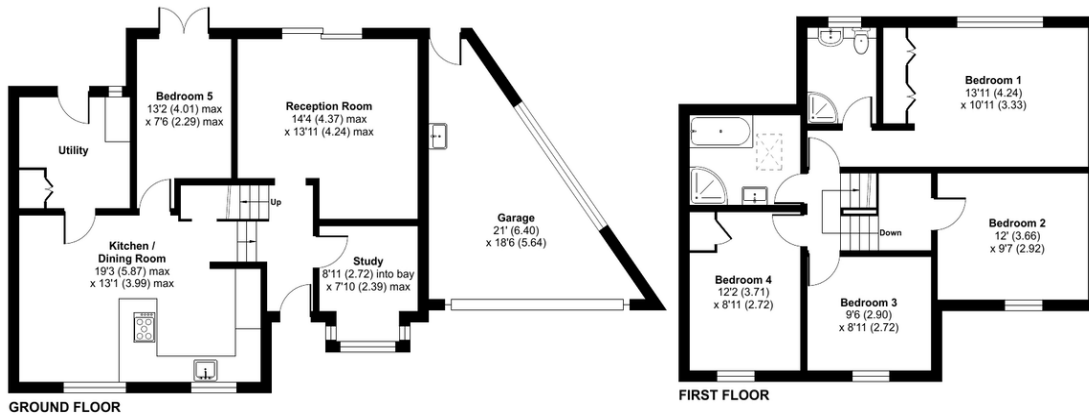 Bedroom 5
13'2 (4.01) max
x 7'6 (2.29) max
Reception Room
14'4 (4.37) max
x 13'11 (4.24) max
Utility
Up
Kitchen /
Dining Room
19'3 (5.87) max
x 13'1 (3.99) max
Study
8'11 (2.72) into bay
x 7'10 (2.39) max
Garage
21' (6.40)
x 18'6 (5.64)
GROUND FLOOR
Bedroom 1
13'11 (4.24)
x 10'11 (3.33)
Down
Bedroom 2
12' (3.66)
x 9'7 (2.92)
Bedroom 4
12'2 (3.71)
x 8'11 (2.72)
Bedroom 3
9'6 (2.90)
x 8'11 (2.72)
FIRST FLOOR